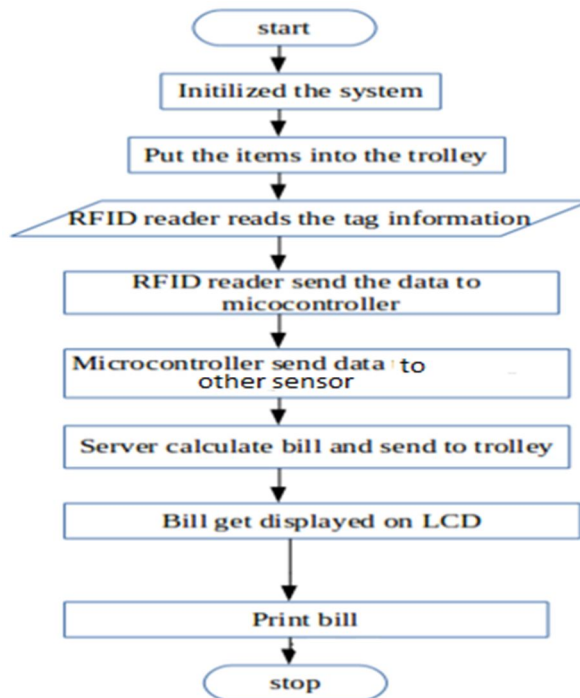 start
Initilized the system
Put the items into the trolley
RFID reader reads the tag information
RFID reader send the data to
micocontroller
Microcontroller send data to
other sensor
Server calculate bill and send to trolley
Bill get displayed on LCD
Print bill
stop